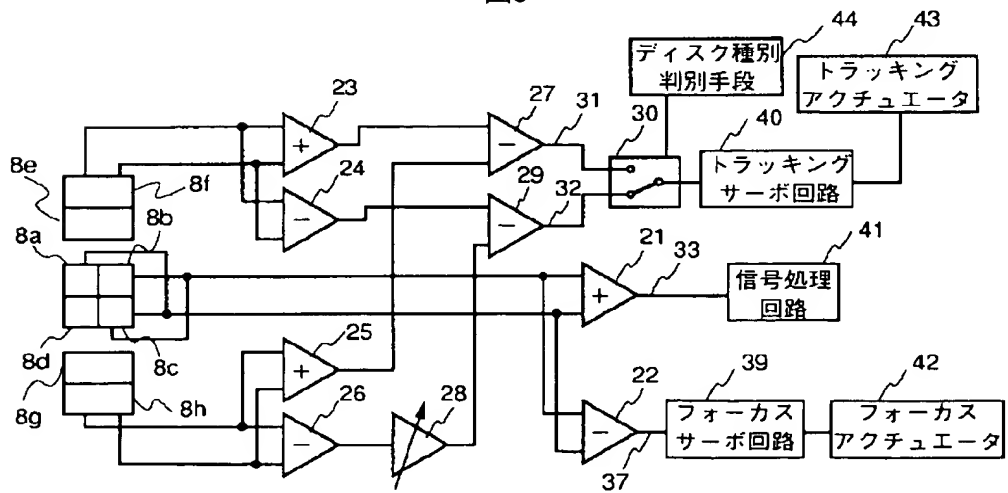 44
43
ディスク種別
判別手段
トラッキング
アクチュエータ
23
27
31
30
40
8e
8f
+
−
トラッキング
サーボ回路
24
29
32
8a
8b
−
−
21
33
41
+
信号処理
回路
8d
8c
25
22
39
42
8g
8h
+
26
28
−
−
フォーカス
サーボ回路
フォーカス
アクチュエータ
37